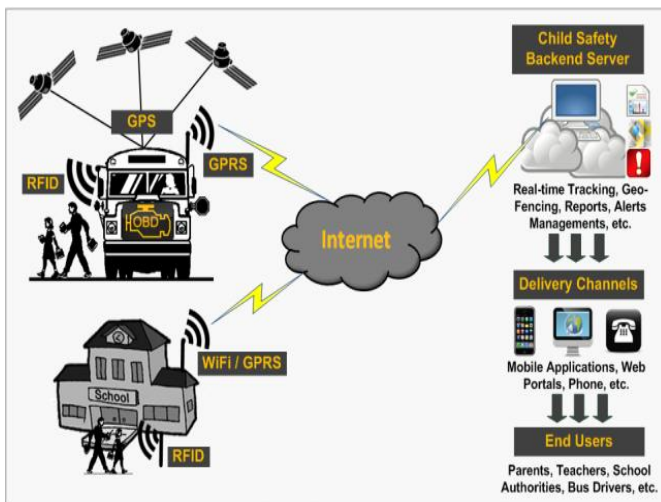 GPS
GPRS
RFID
OBD
Internet
School
WiFi / GPRS
RFID
Child Safety
Backend Server
Real-time Tracking, Geo-
Fencing, Reports, Alerts
Managements, etc.
Delivery Channels
Mobile Applications, Web
Portals, Phone, etc.
End Users
Parents, Teachers, School
Authorities, Bus Drivers, etc.